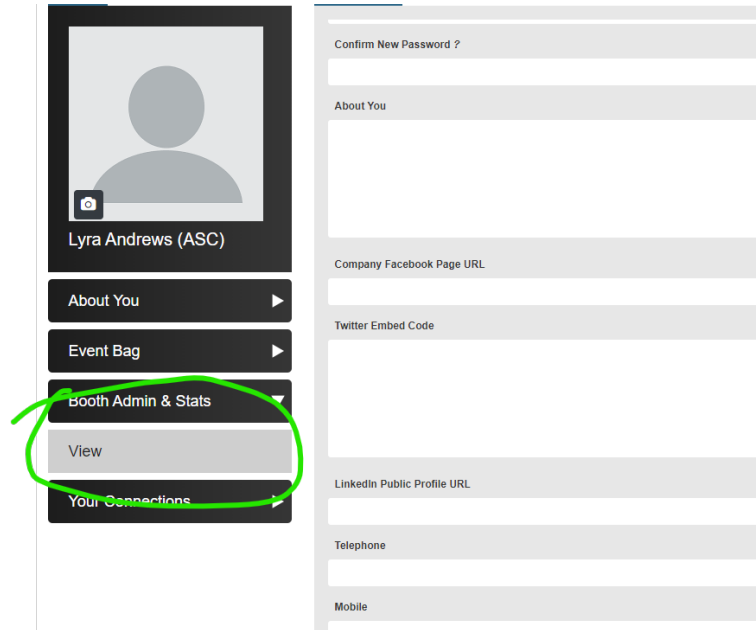 Lyra Andrews (ASC)
About You
Event Bag
Booth Admin & Stats
View
Your Connections
Confirm New Password ?
About You
Company Facebook Page URL
Twitter Embed Code
LinkedIn Public Profile URL
Telephone
Mobile